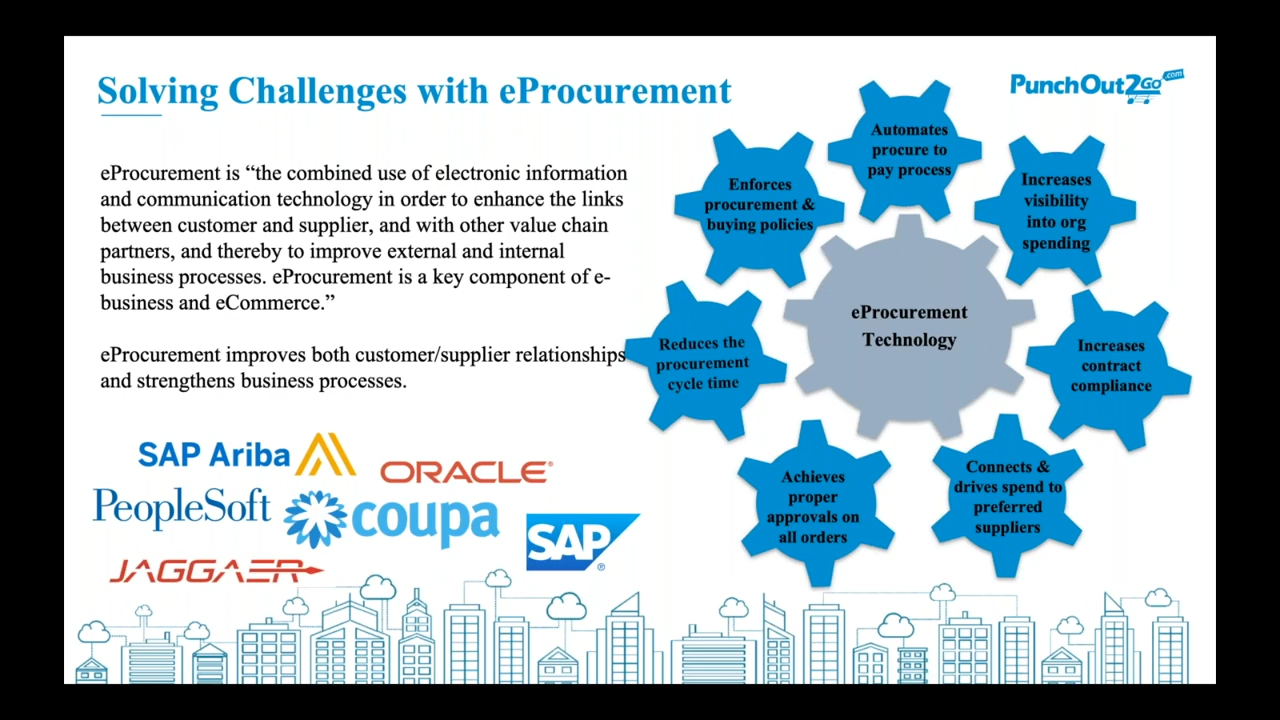 Solving Challenges with eProcurement
PunchOut2Go.com
eProcurement is “the combined use of electronic information
and communication technology in order to enhance the links
between customer and supplier, and with other value chain
partners, and thereby to improve external and internal
business processes. eProcurement is a key component of e-
business and eCommerce.”
eProcurement improves both customer/supplier relationships
and strengthens business processes.
SAP Ariba
ORACLE®
PeopleSoft
coupa
SAP®
JAGGAER
Automates
procure to
pay process
Enforces
procurement &
buying policies
Increases
visibility
into org
spending
eProcurement
Technology
Reduces the
procurement
cycle time
Increases
contract
compliance
Achieves
proper
approvals on
all orders
Connects &
drives spend to
preferred
suppliers